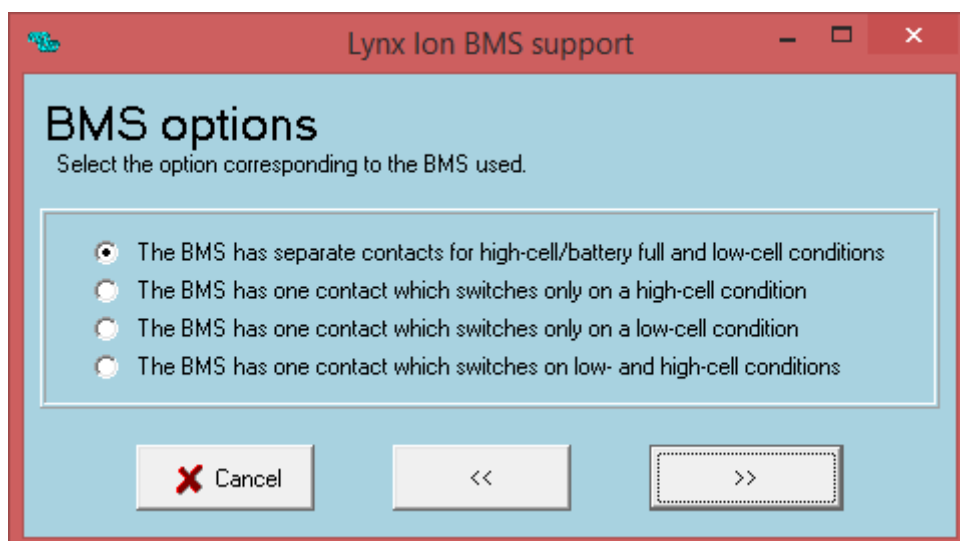 Lynx Ion BMS support
BMS options
Select the option corresponding to the BMS used.
The BMS has separate contacts for high-cell/battery full and low-cell conditions
The BMS has one contact which switches only on a high-cell condition
The BMS has one contact which switches only on a low-cell condition
The BMS has one contact which switches on low- and high-cell conditions
Cancel << >>